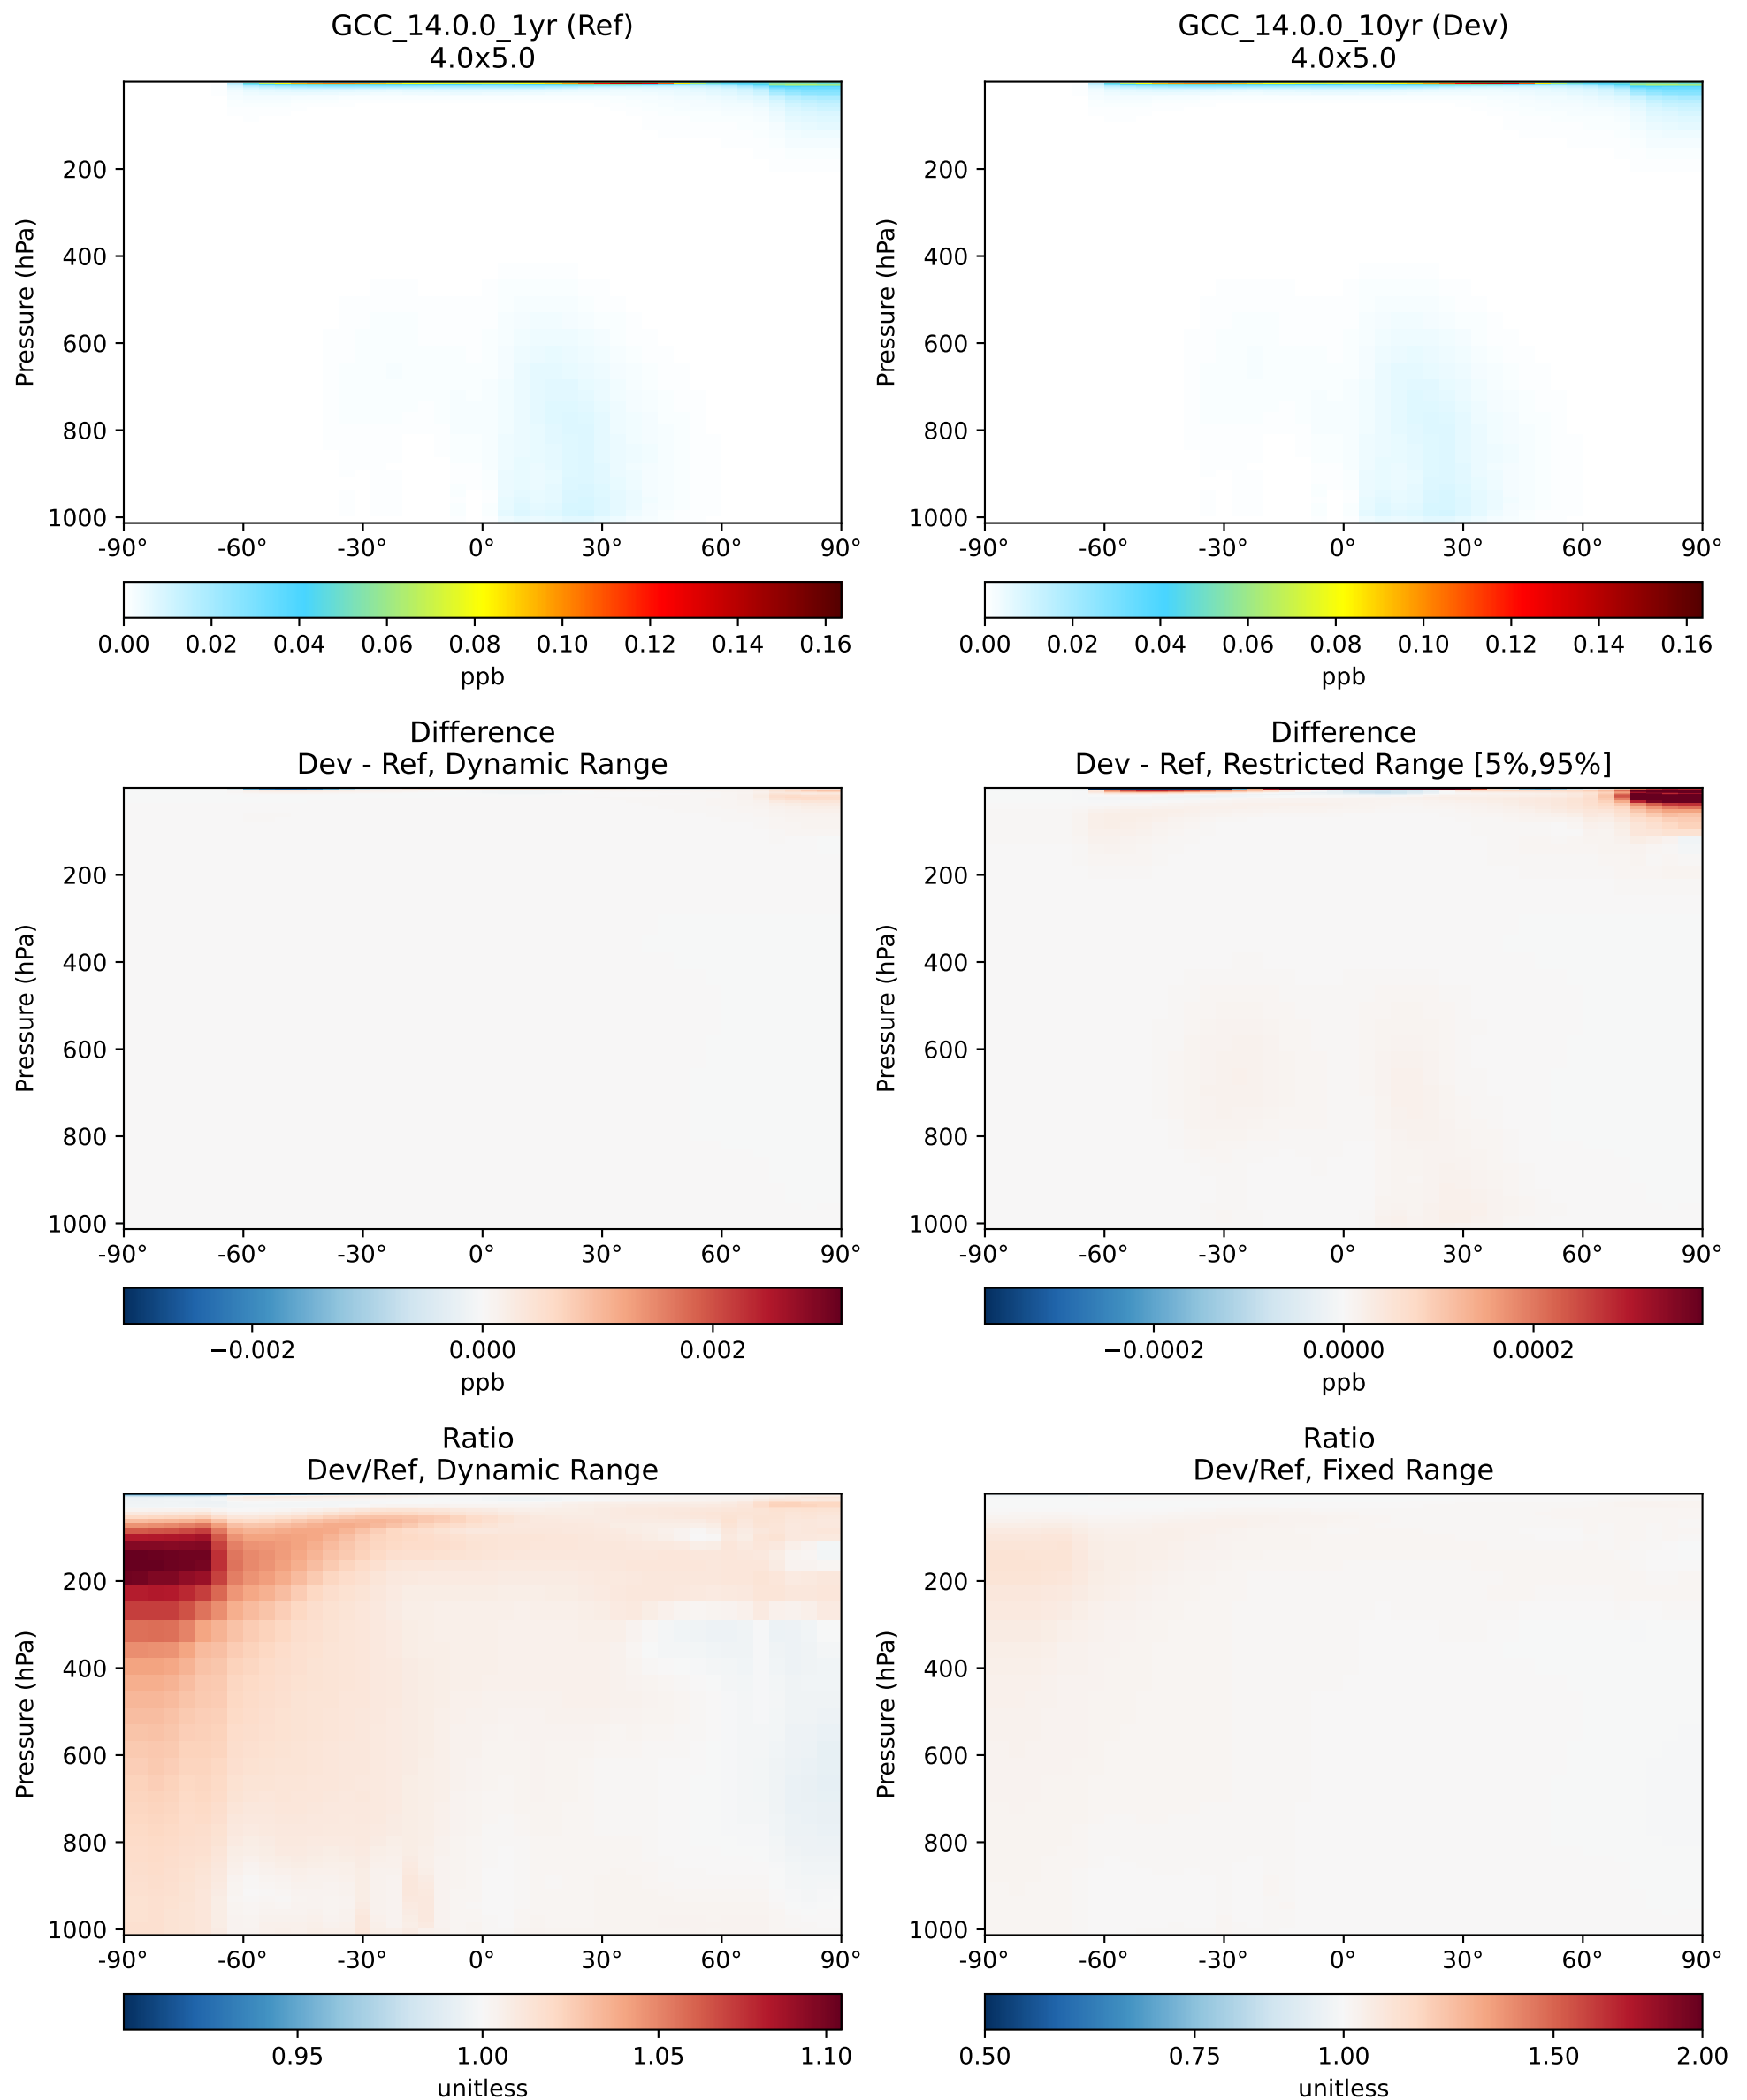 GCC_14.0.0_1yr (Ref)
4.0x5.0
Pressure (hPa)
200
400
600
800
1000
-90° -60° -30° 0° 30° 60° 90°
0.00 0.02 0.04 0.06 0.08 0.10 0.12 0.14 0.16
ppb
GCC_14.0.0_10yr (Dev)
4.0x5.0
Pressure (hPa)
200
400
600
800
1000
-90° -60° -30° 0° 30° 60° 90°
0.00 0.02 0.04 0.06 0.08 0.10 0.12 0.14 0.16
ppb
Difference
Dev - Ref, Dynamic Range
Pressure (hPa)
200
400
600
800
1000
-90° -60° -30° 0° 30° 60° 90°
−0.002 0.000 0.002
ppb
Difference
Dev - Ref, Restricted Range [5%,95%]
Pressure (hPa)
200
400
600
800
1000
-90° -60° -30° 0° 30° 60° 90°
−0.0002 0.0000 0.0002
ppb
Ratio
Dev/Ref, Dynamic Range
Pressure (hPa)
200
400
600
800
1000
-90° -60° -30° 0° 30° 60° 90°
0.95 1.00 1.05 1.10
unitless
Ratio
Dev/Ref, Fixed Range
Pressure (hPa)
200
400
600
800
1000
-90° -60° -30° 0° 30° 60° 90°
0.50 0.75 1.00 1.50 2.00
unitless